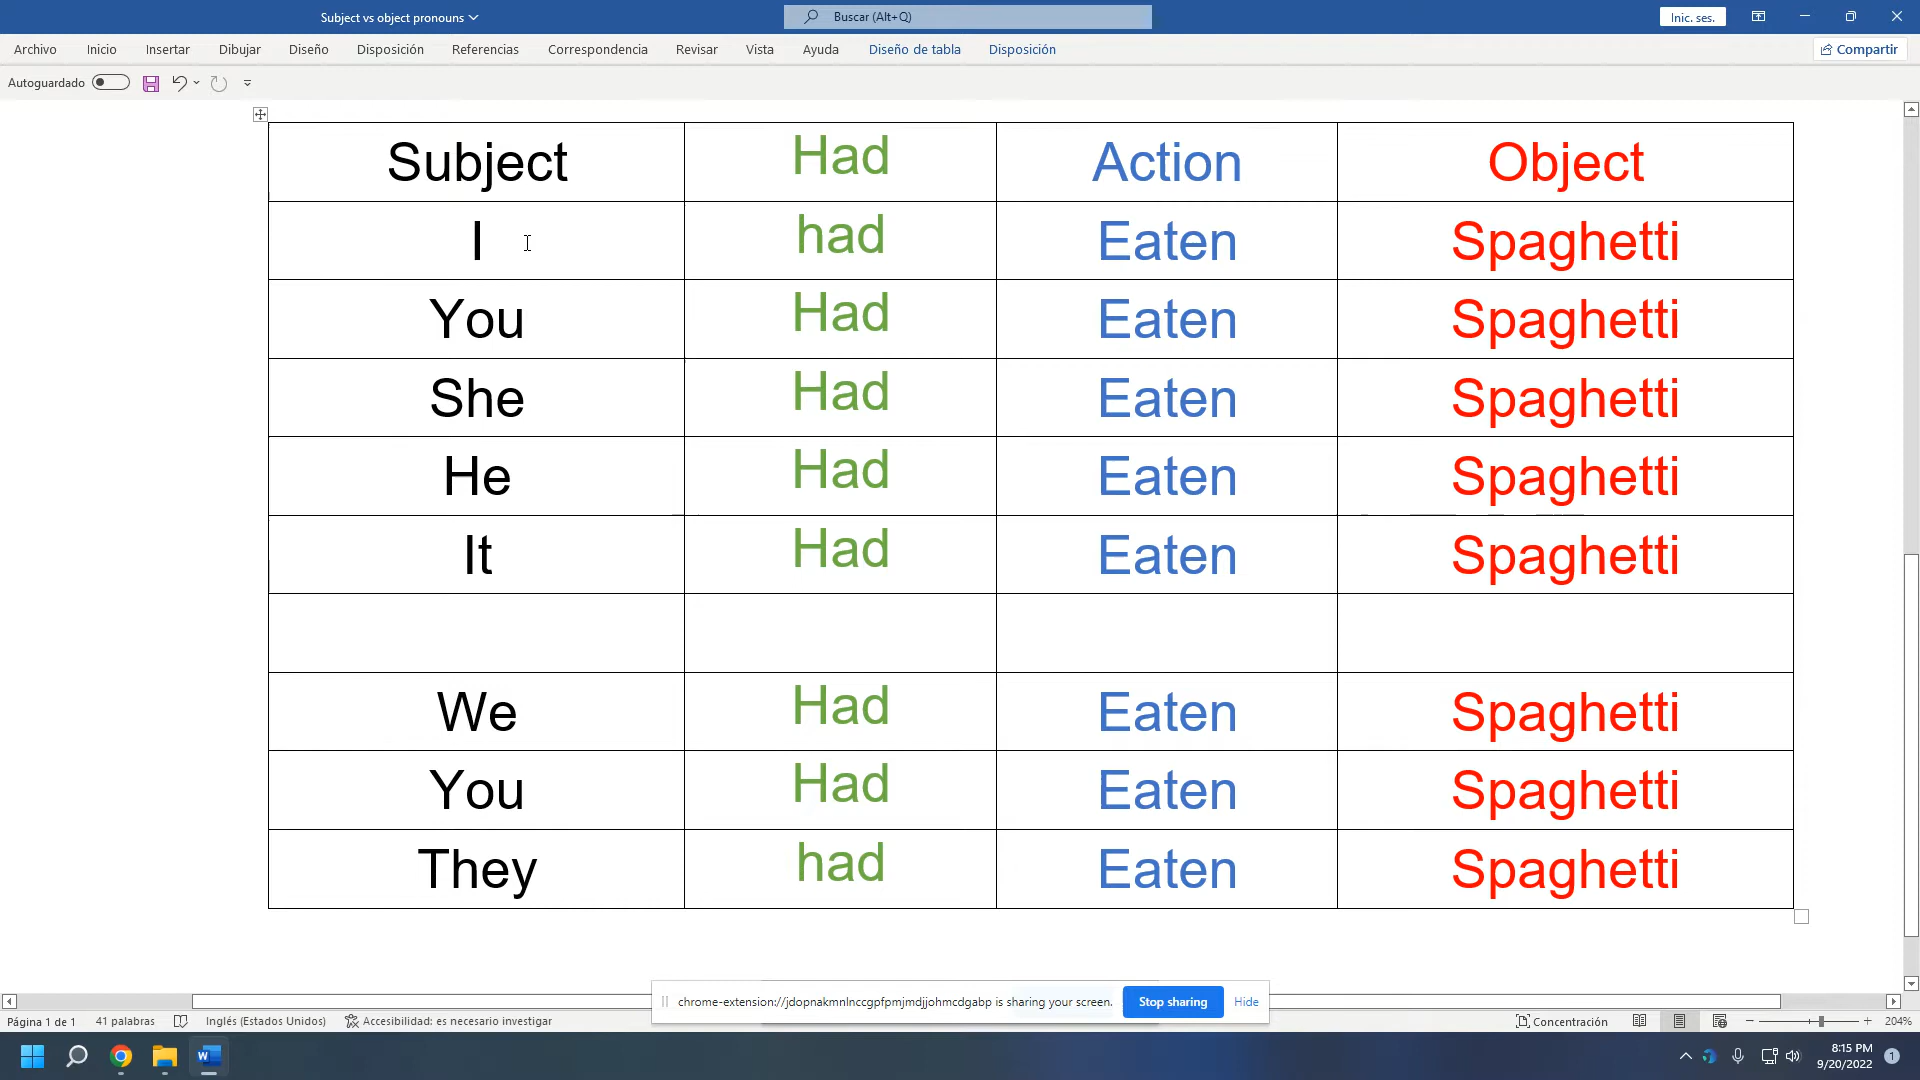 Subject vs object pronouns
Buscar (Alt+Q)
Inic. ses.
Archivo Inicio Insertar Dibujar Diseño Disposición Referencias Correspondencia Revisar Vista Ayuda Diseño de tabla Disposición Compartir
Autoguardado
Subject Had Action Object
I had Eaten Spaghetti
You Had Eaten Spaghetti
She Had Eaten Spaghetti
He Had Eaten Spaghetti
It Had Eaten Spaghetti
We Had Eaten Spaghetti
You Had Eaten Spaghetti
They had Eaten Spaghetti
chrome-extension://jdopnakmnlnccgpfpmjmdjjohmcdgabp is sharing your screen. Stop sharing Hide
Página 1 de 1 41 palabras Inglés (Estados Unidos) Accesibilidad: es necesario investigar Concentración 204%
8:15 PM
9/20/2022
1